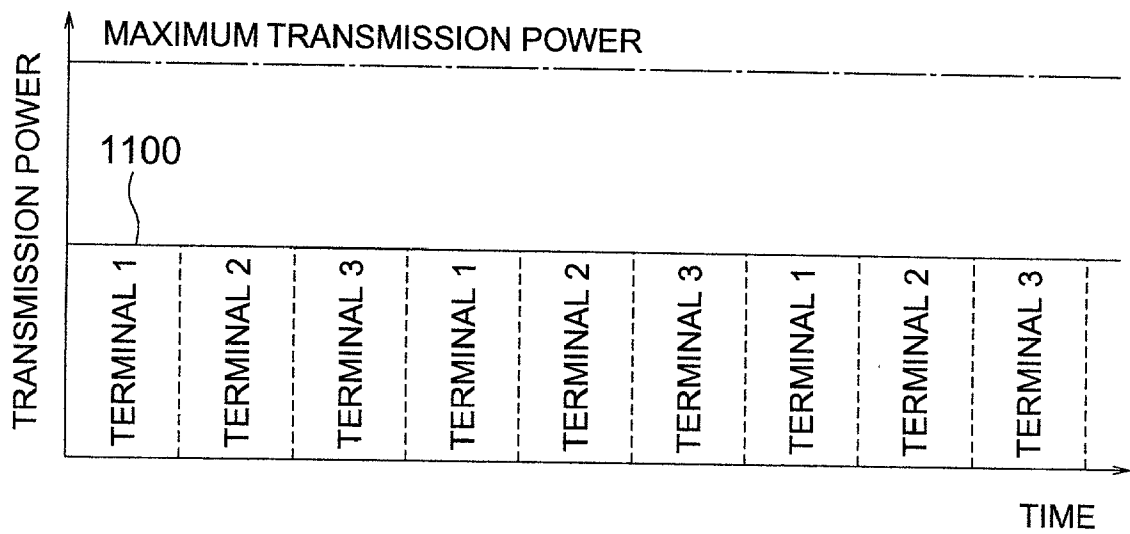 MAXIMUM TRANSMISSION POWER
TRANSMISSION POWER
1100
TERMINAL 1
TERMINAL 2
TERMINAL 3
TERMINAL 1
TERMINAL 2
TERMINAL 3
TERMINAL 1
TERMINAL 2
TERMINAL 3
TIME